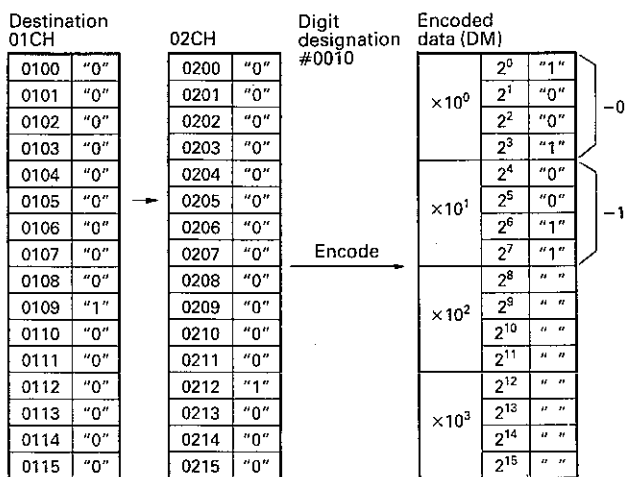 Destination
01CH
02CH
Digit
designation
#0010
Encoded
data (DM)
0100 "0" 0200 "0" ×10⁰ 2⁰ "1"
0101 "0" 0201 "0" 2¹ "0"
0102 "0" 0202 "0" 2² "0"
0103 "0" 0203 "0" 2³ "1"
–0
0104 "0" 0204 "0" ×10¹ 2⁴ "0"
0105 "0" → 0205 "0" 2⁵ "0"
0106 "0" 0206 "0" 2⁶ "1"
0107 "0" 0207 "0" 2⁷ "1"
–1
Encode
0108 "0" 0208 "0" ×10² 2⁸ " "
0109 "1" 0209 "0" 2⁹ " "
0110 "0" 0210 "0" 2¹⁰ " "
0111 "0" 0211 "0" 2¹¹ " "
0112 "0" 0212 "1" ×10³ 2¹² " "
0113 "0" 0213 "0" 2¹³ " "
0114 "0" 0214 "0" 2¹⁴ " "
0115 "0" 0215 "0" 2¹⁵ " "